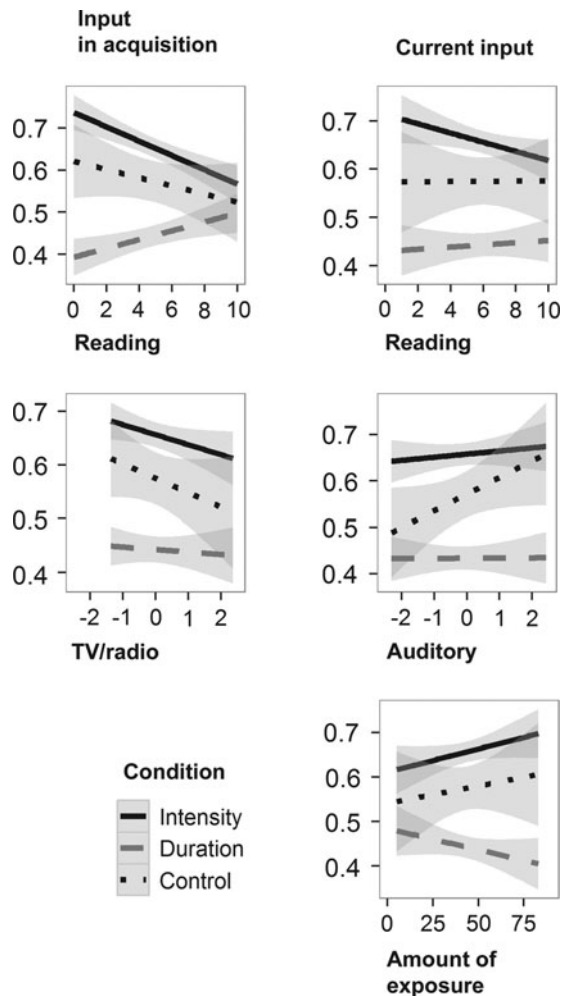 Input
in acquisition
Current input
0.7
0.6
0.5
0.4
0 2 4 6 8 10
Reading
0.7
0.6
0.5
0.4
0 2 4 6 8 10
Reading
0.7
0.6
0.5
0.4
-2 -1 0 1 2
TV/radio
0.7
0.6
0.5
0.4
-2 -1 0 1 2
Auditory
Condition
Intensity
Duration
Control
0.7
0.6
0.5
0.4
0 25 50 75
Amount of
exposure